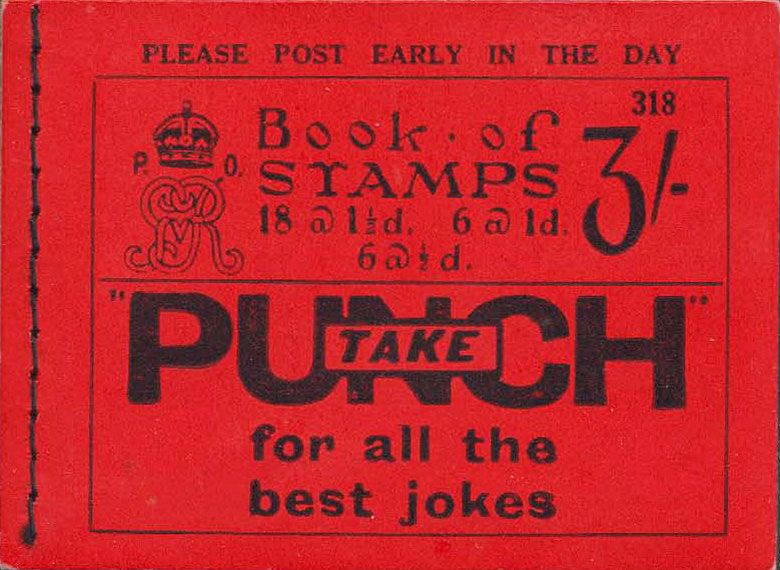 PLEASE POST EARLY IN THE DAY
318
P. O.
Book · of
STAMPS
3/-
18 @ 1½d. 6 @ 1d.
6 @ ½d.
"PUNCH"
TAKE
for all the
best jokes